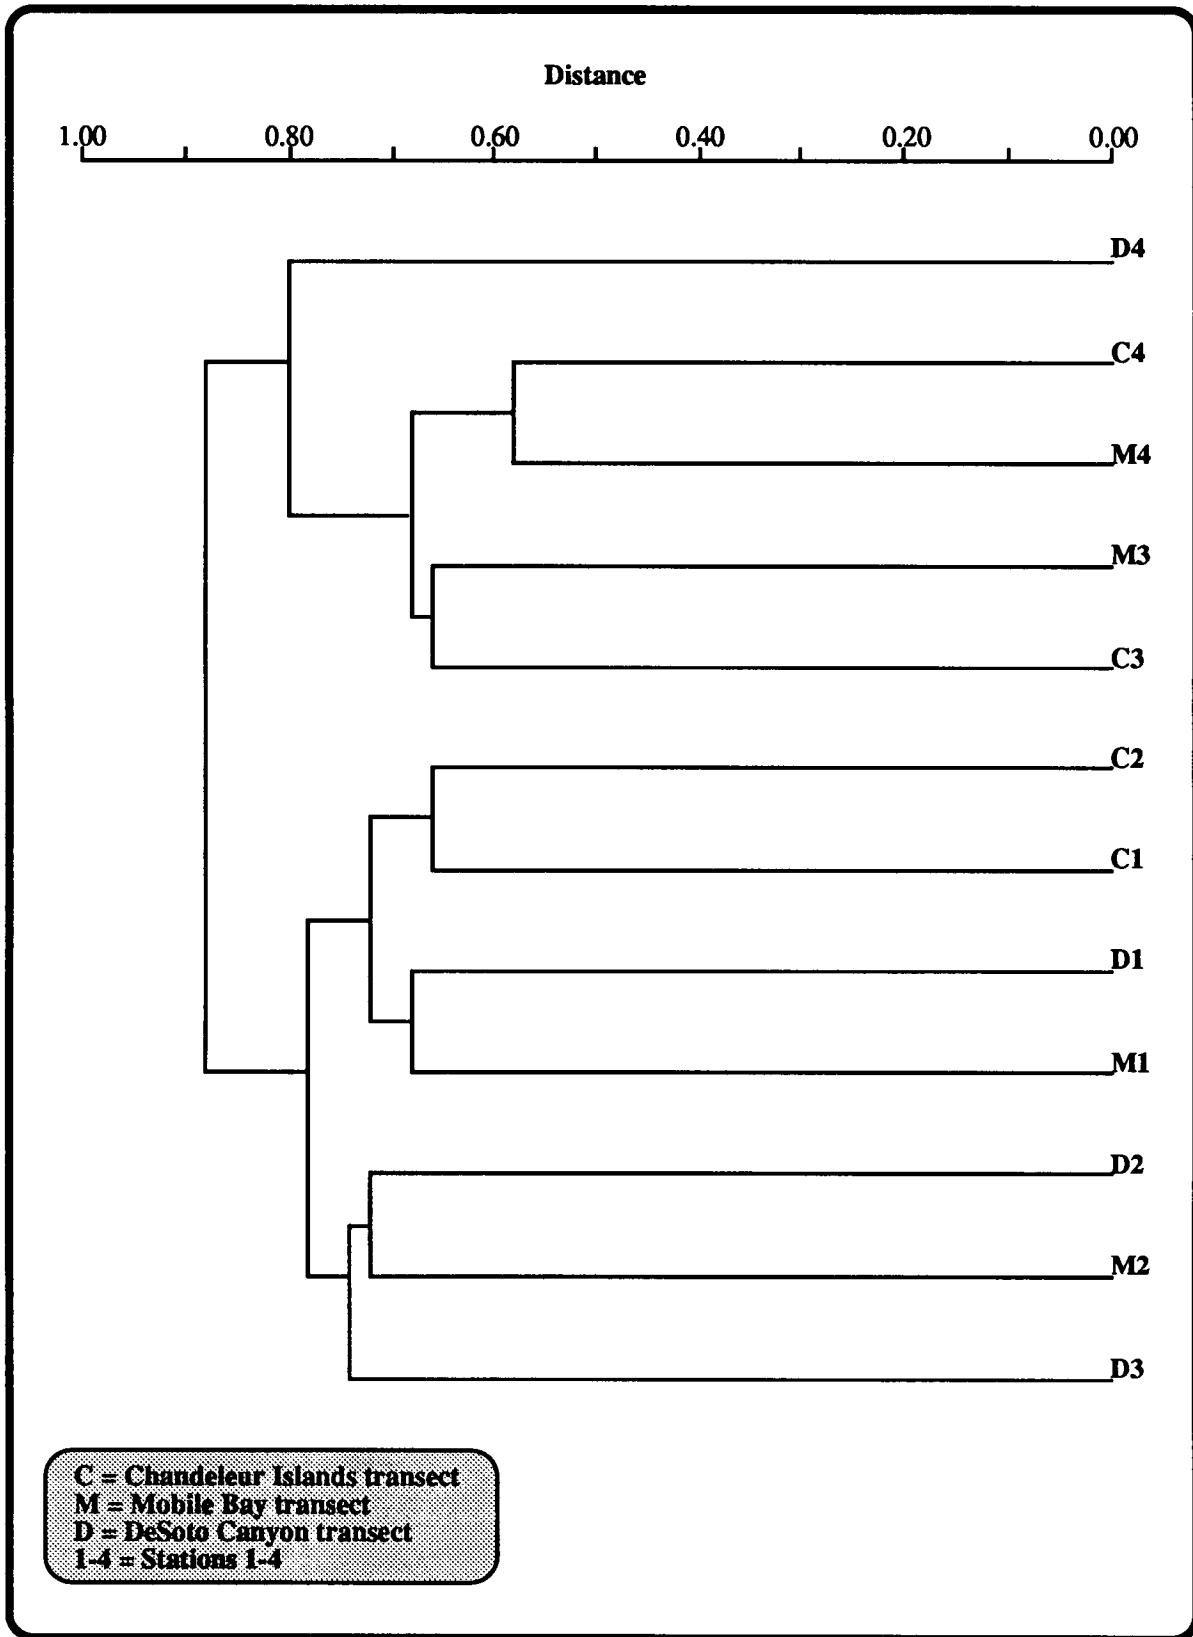 Distance
1.00 0.80 0.60 0.40 0.20 0.00
D4
C4
M4
M3
C3
C2
C1
D1
M1
D2
M2
D3
C = Chandeleur Islands transect
M = Mobile Bay transect
D = DeSoto Canyon transect
1-4 = Stations 1-4